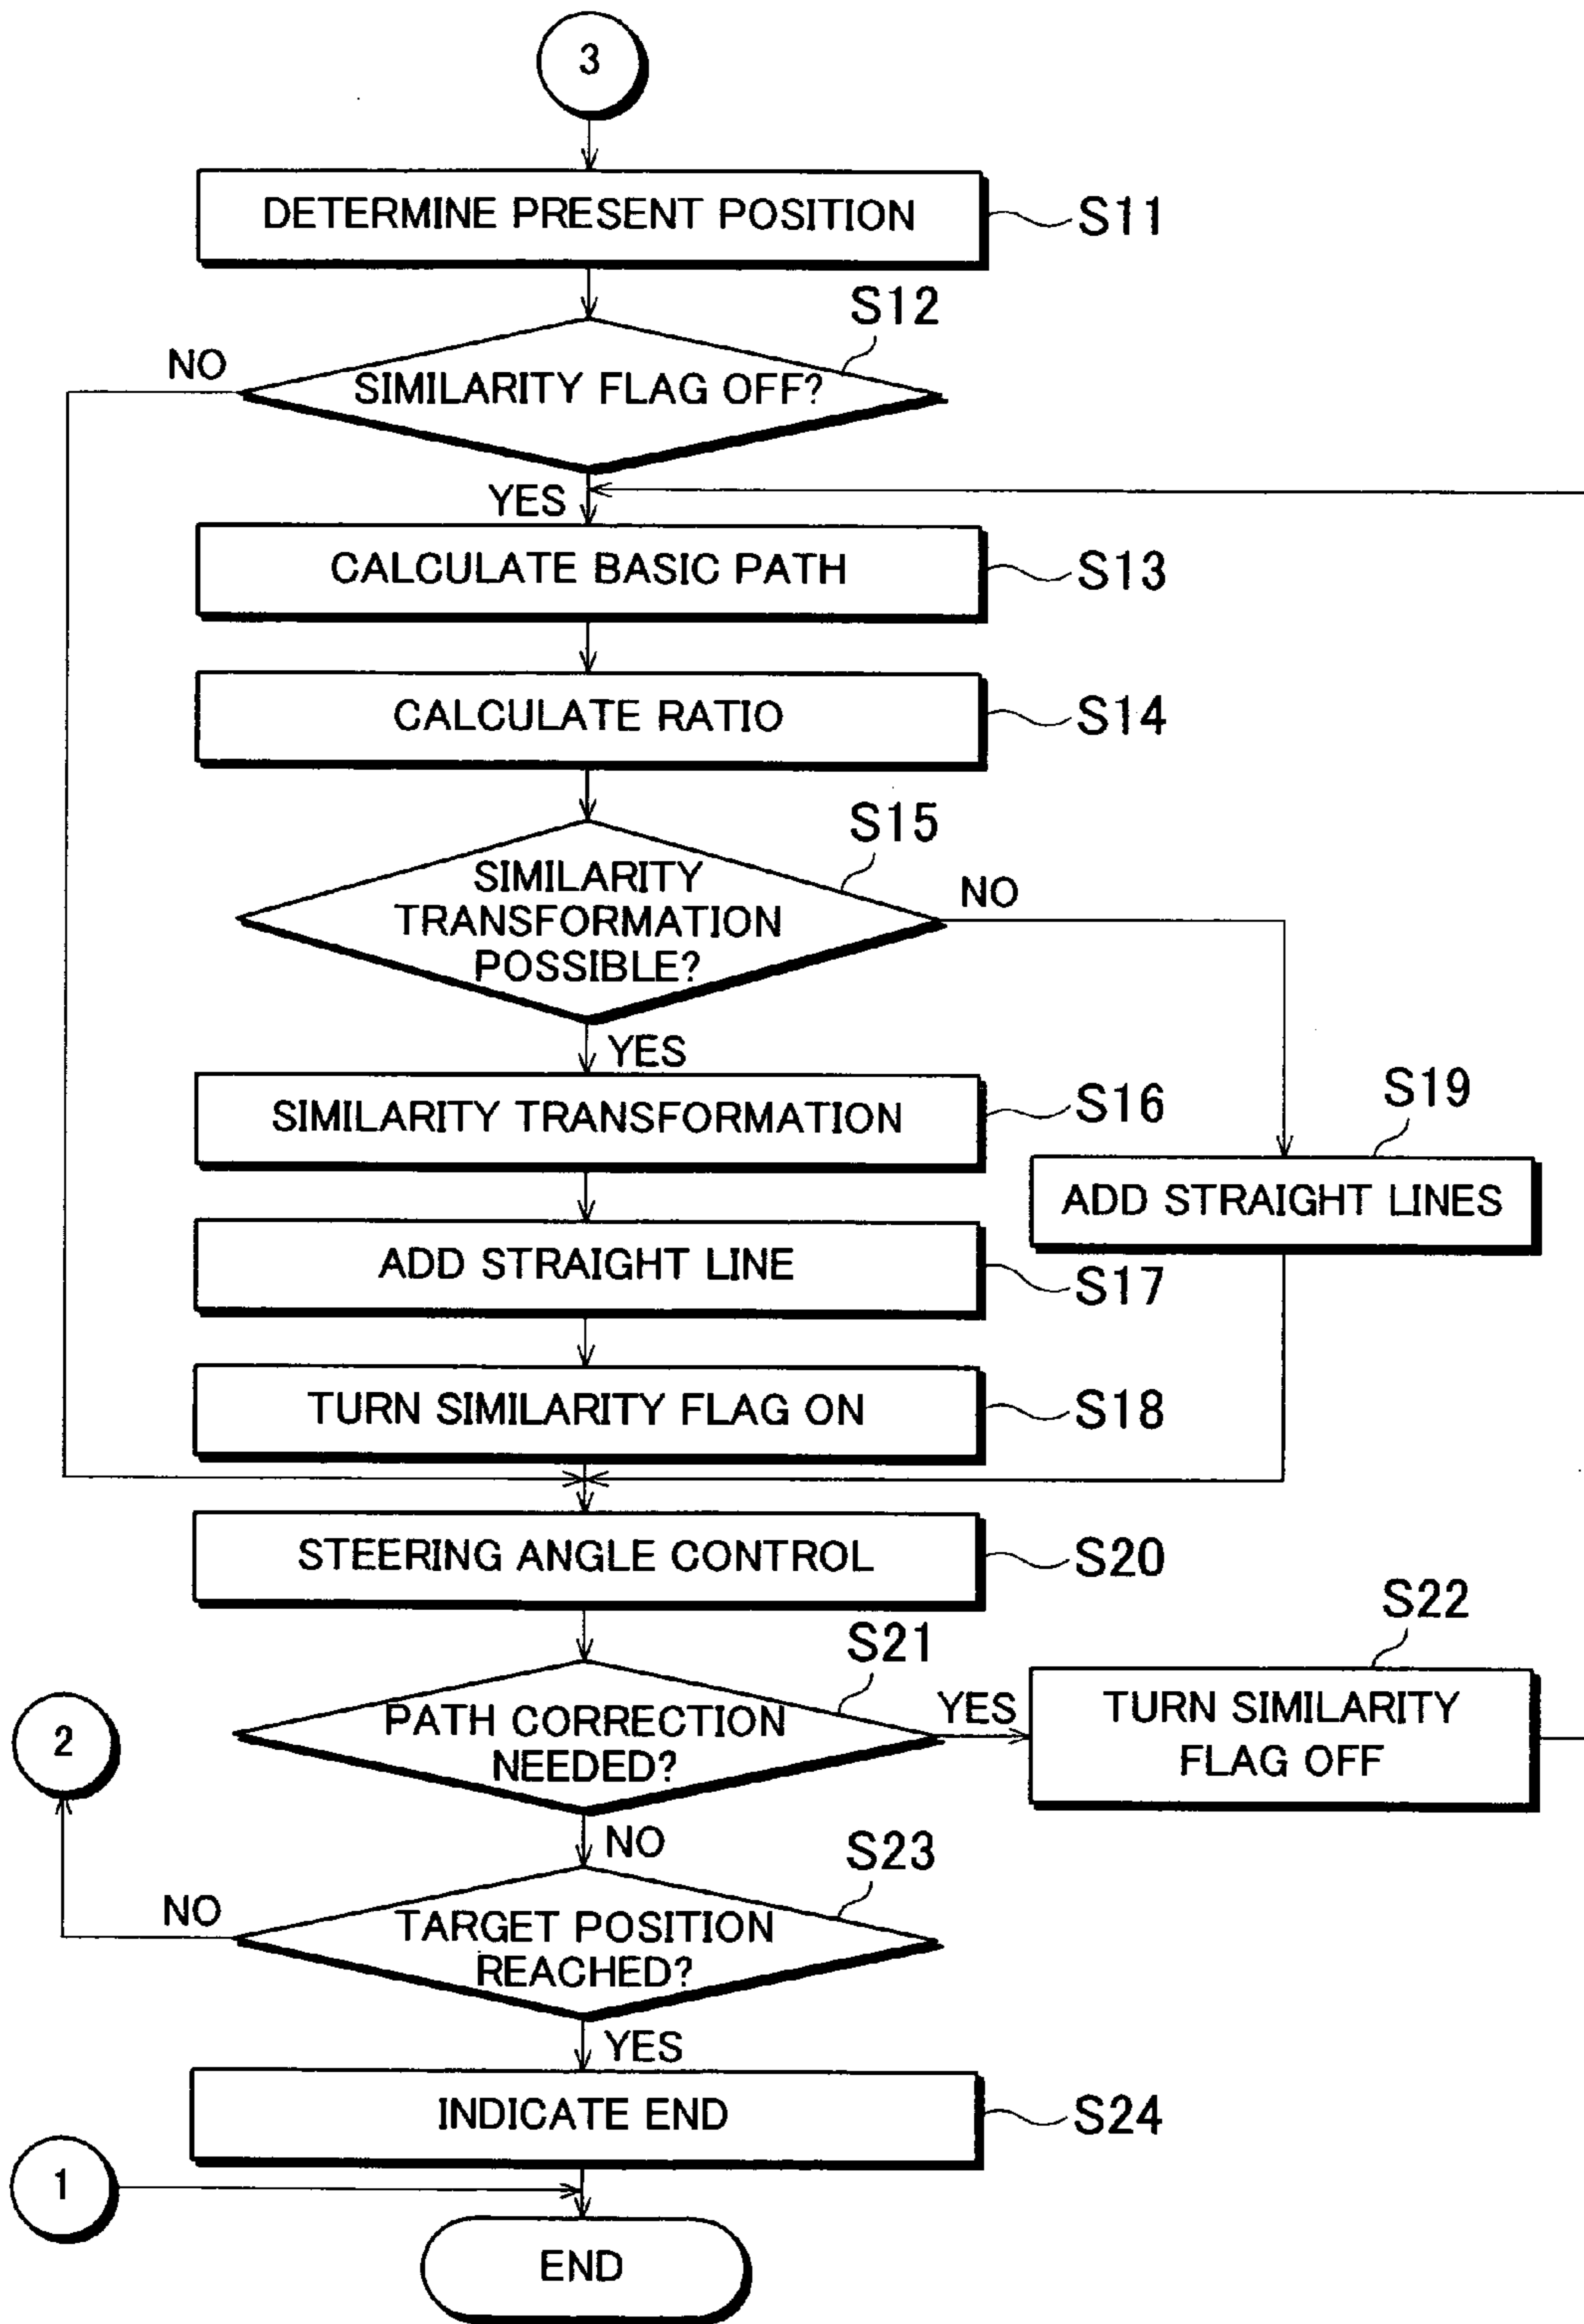 3
DETERMINE PRESENT POSITION
S11
S12
NO
SIMILARITY FLAG OFF?
YES
CALCULATE BASIC PATH
S13
CALCULATE RATIO
S14
S15
SIMILARITY
TRANSFORMATION
POSSIBLE?
NO
YES
SIMILARITY TRANSFORMATION
S16
S19
ADD STRAIGHT LINES
ADD STRAIGHT LINE
S17
TURN SIMILARITY FLAG ON
S18
STEERING ANGLE CONTROL
S20
S22
S21
PATH CORRECTION
NEEDED?
YES
TURN SIMILARITY
FLAG OFF
2
NO
S23
NO
TARGET POSITION
REACHED?
YES
INDICATE END
S24
1
END